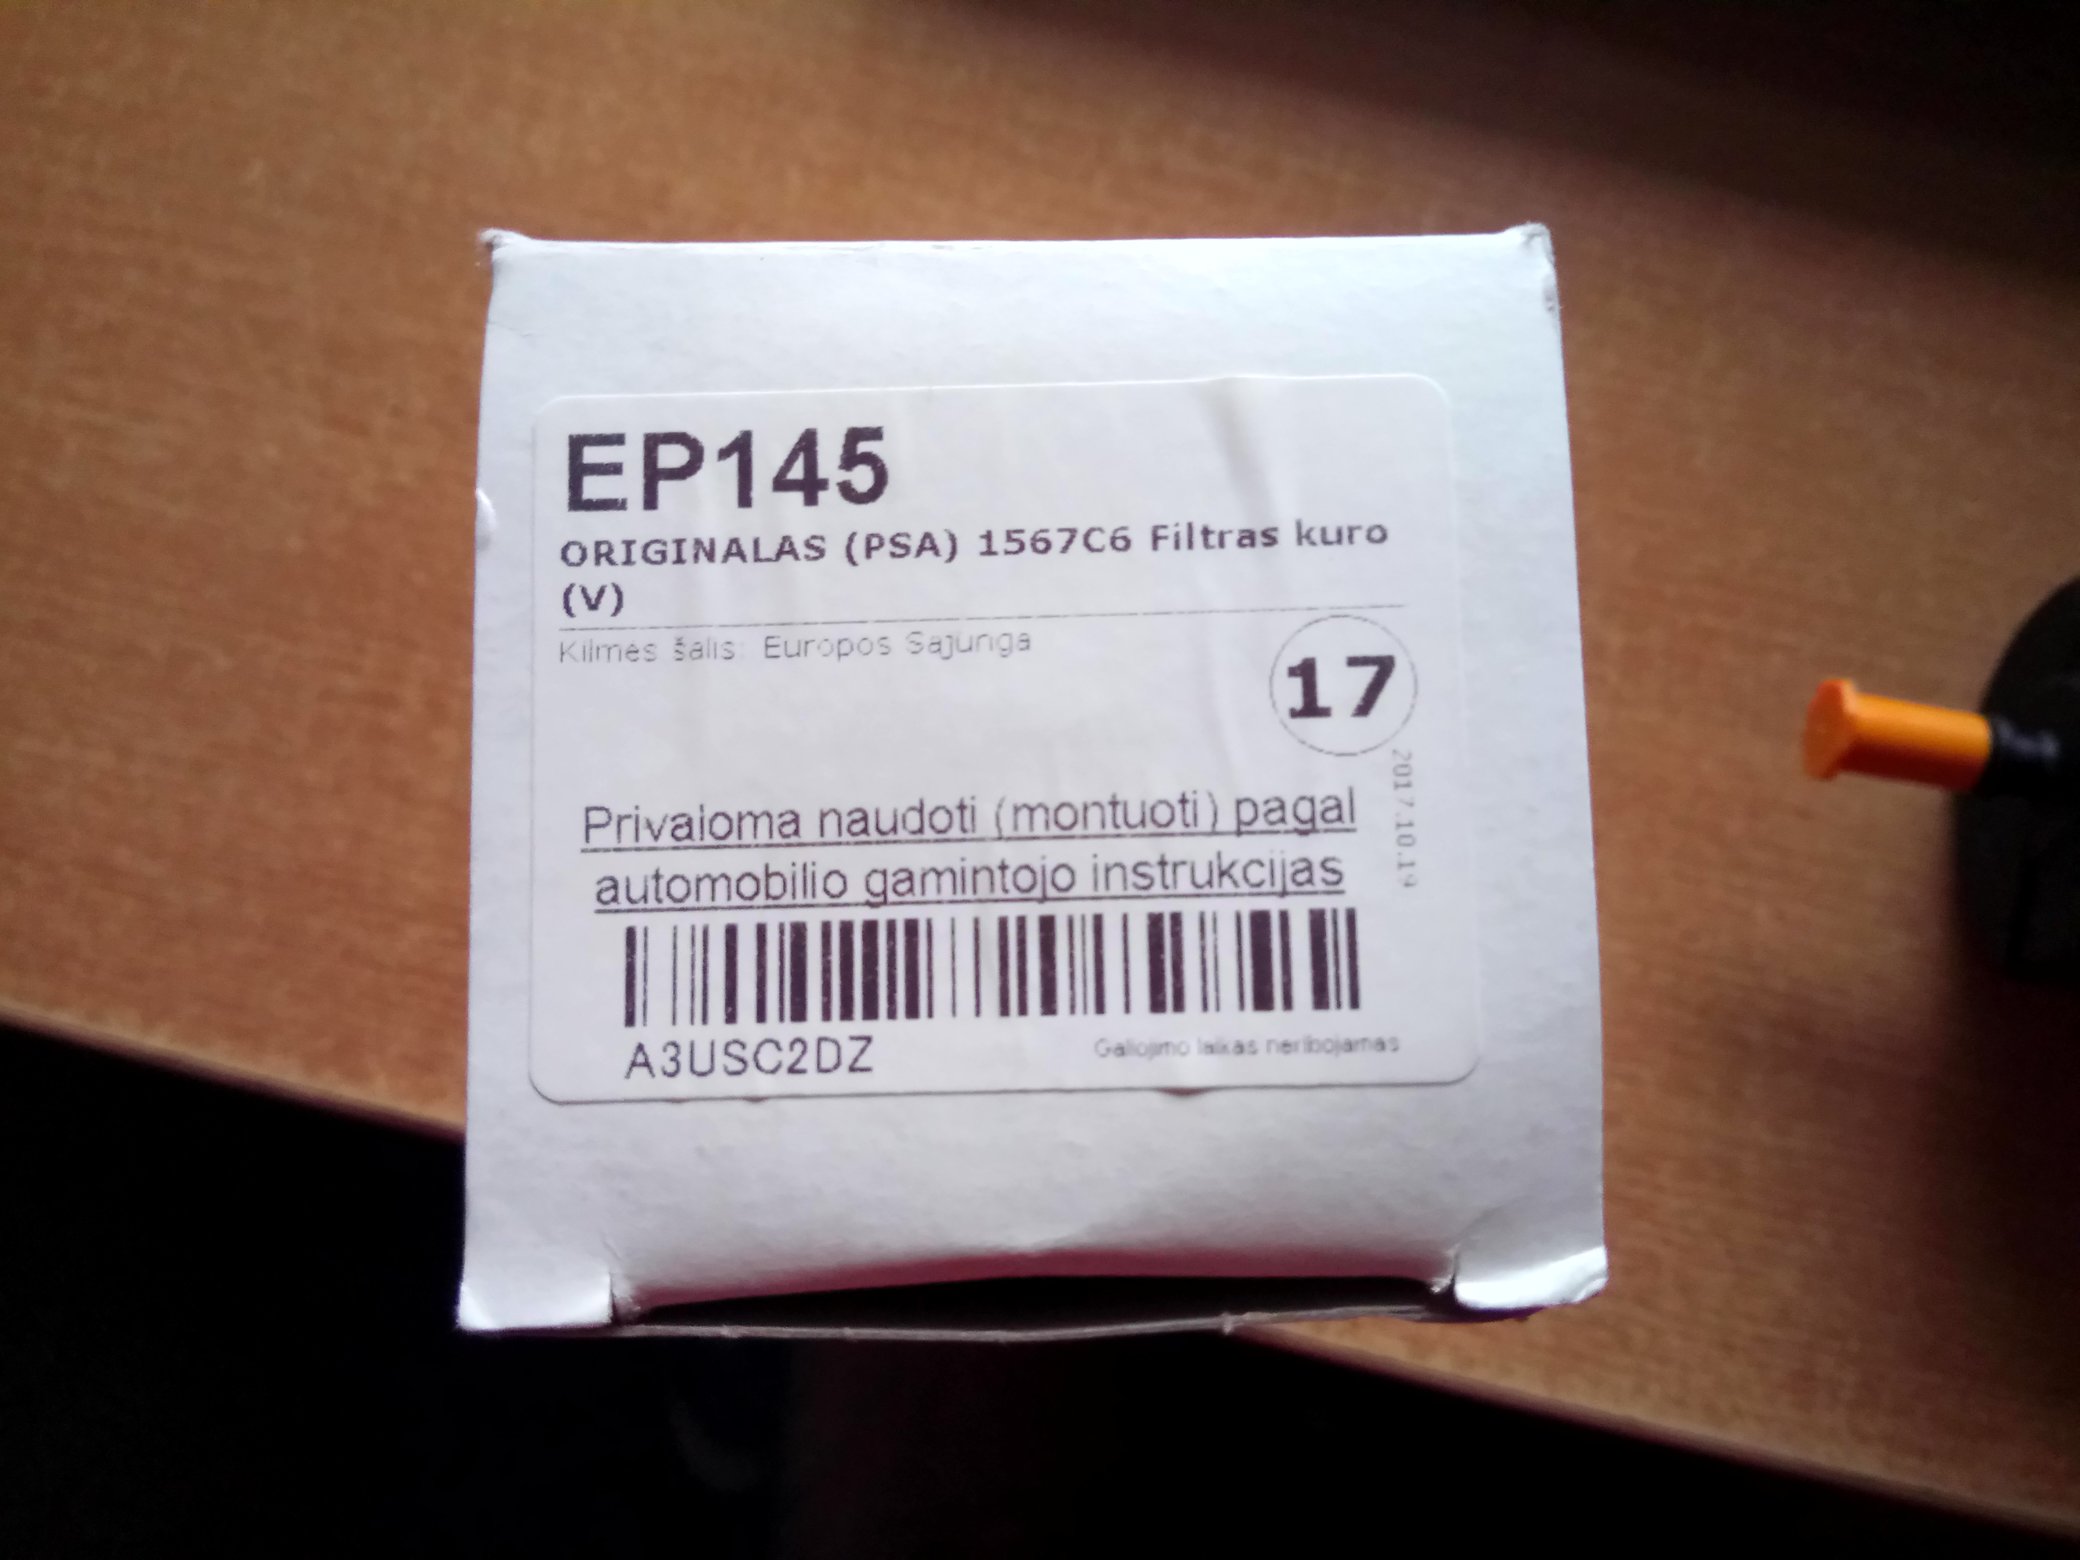 EP145
ORIGINALAS (PSA) 1567C6 Filtras kuro
(V)
Kilmės šalis: Europos Sąjunga
17
2017.10.19
Privaloma naudoti (montuoti) pagal
automobilio gamintojo instrukcijas
A3USC2DZ
Galiojimo laikas neribojamas